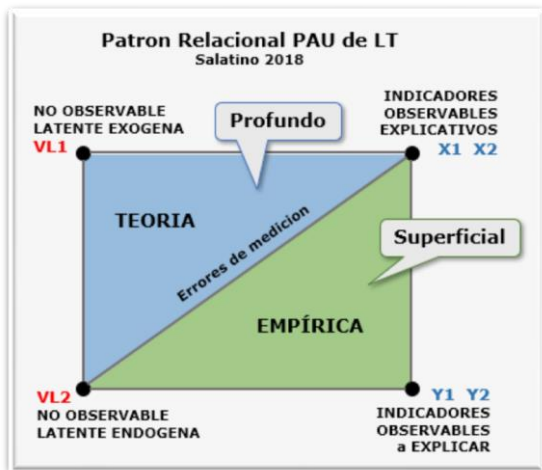 Patron Relacional PAU de LT
Salatino 2018
NO OBSERVABLE
LATENTE EXOGENA
VL1
Profundo
INDICADORES
OBSERVABLES
EXPLICATIVOS
X1 X2
TEORIA
Errores de medicion
Superficial
EMPÍRICA
VL2
NO OBSERVABLE
LATENTE ENDOGENA
Y1 Y2
INDICADORES
OBSERVABLES
a EXPLICAR